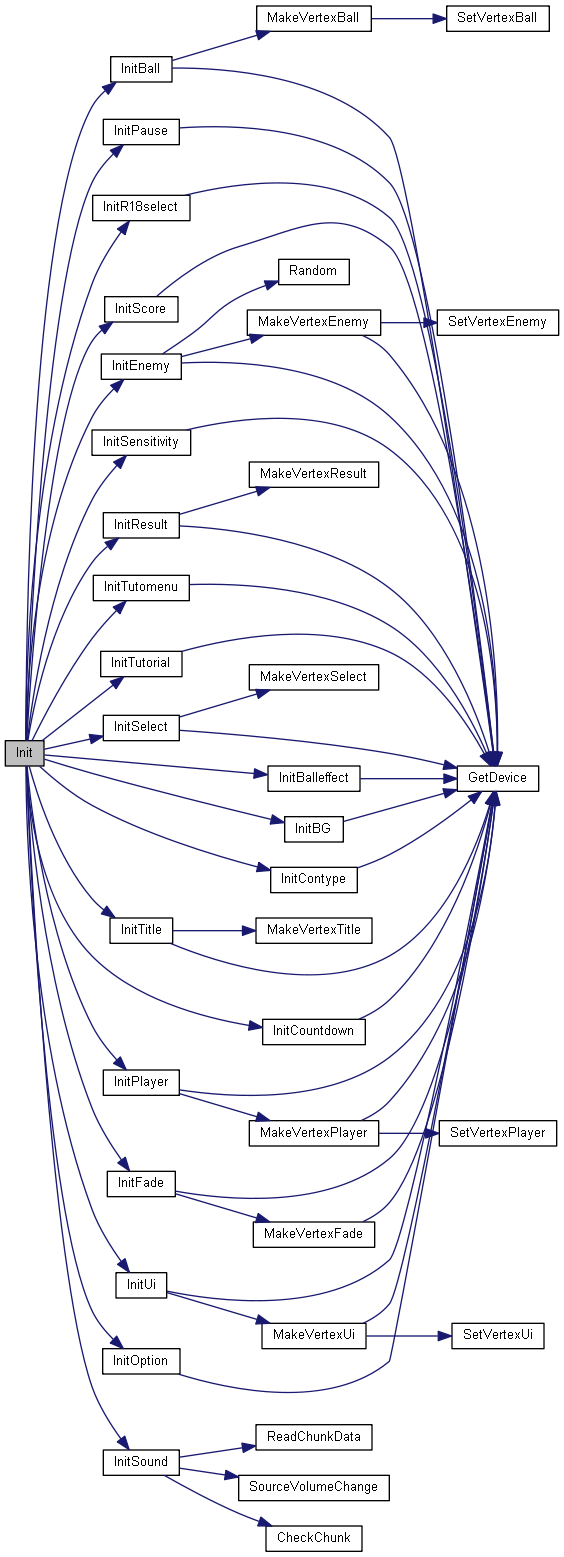 MakeVertexBall
SetVertexBall
InitBall
InitPause
InitR18select
Random
InitScore
MakeVertexEnemy
SetVertexEnemy
InitEnemy
InitSensitivity
MakeVertexResult
InitResult
InitTutomenu
InitTutorial
MakeVertexSelect
InitSelect
Init
InitBalleffect
GetDevice
InitBG
InitContype
InitTitle
MakeVertexTitle
InitCountdown
InitPlayer
MakeVertexPlayer
SetVertexPlayer
InitFade
MakeVertexFade
InitUi
MakeVertexUi
SetVertexUi
InitOption
ReadChunkData
InitSound
SourceVolumeChange
CheckChunk